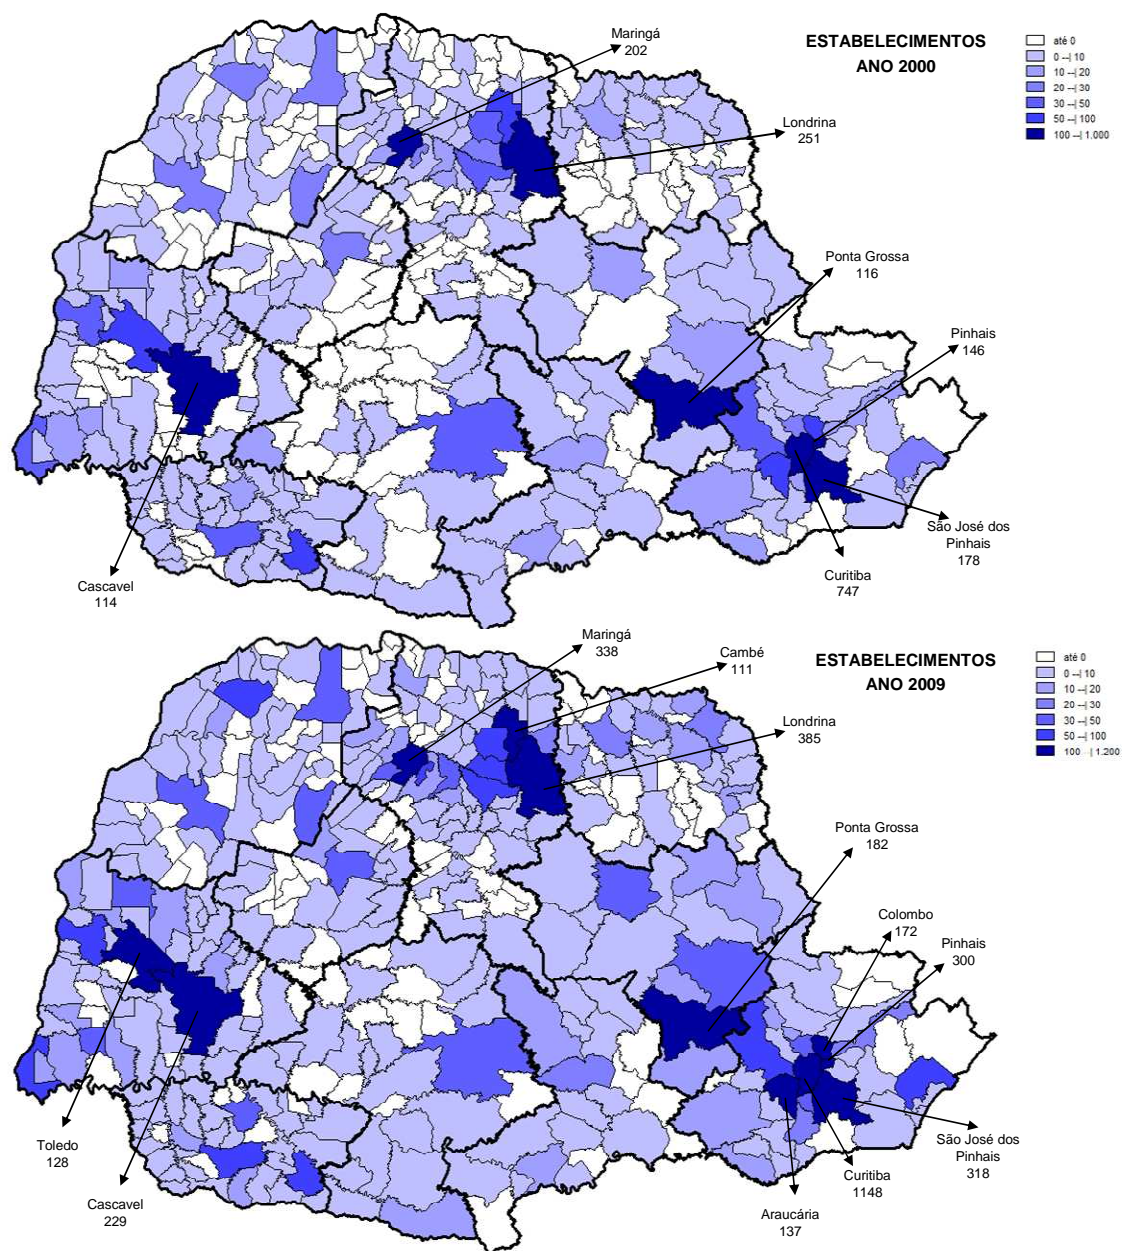 Maringá
202
ESTABELECIMENTOS
ANO 2000
até 0
0 --| 10
10 --| 20
20 --| 30
30 --| 50
50 --| 100
100 --| 1.000
Londrina
251
Ponta Grossa
116
Pinhais
146
São José dos
Pinhais
178
Curitiba
747
Cascavel
114
Maringá
338
Cambé
111
ESTABELECIMENTOS
ANO 2009
até 0
0 --| 10
10 --| 20
20 --| 30
30 --| 50
50 --| 100
100 --| 1.200
Londrina
385
Ponta Grossa
182
Colombo
172
Pinhais
300
São José dos
Pinhais
318
Curitiba
1148
Araucária
137
Toledo
128
Cascavel
229